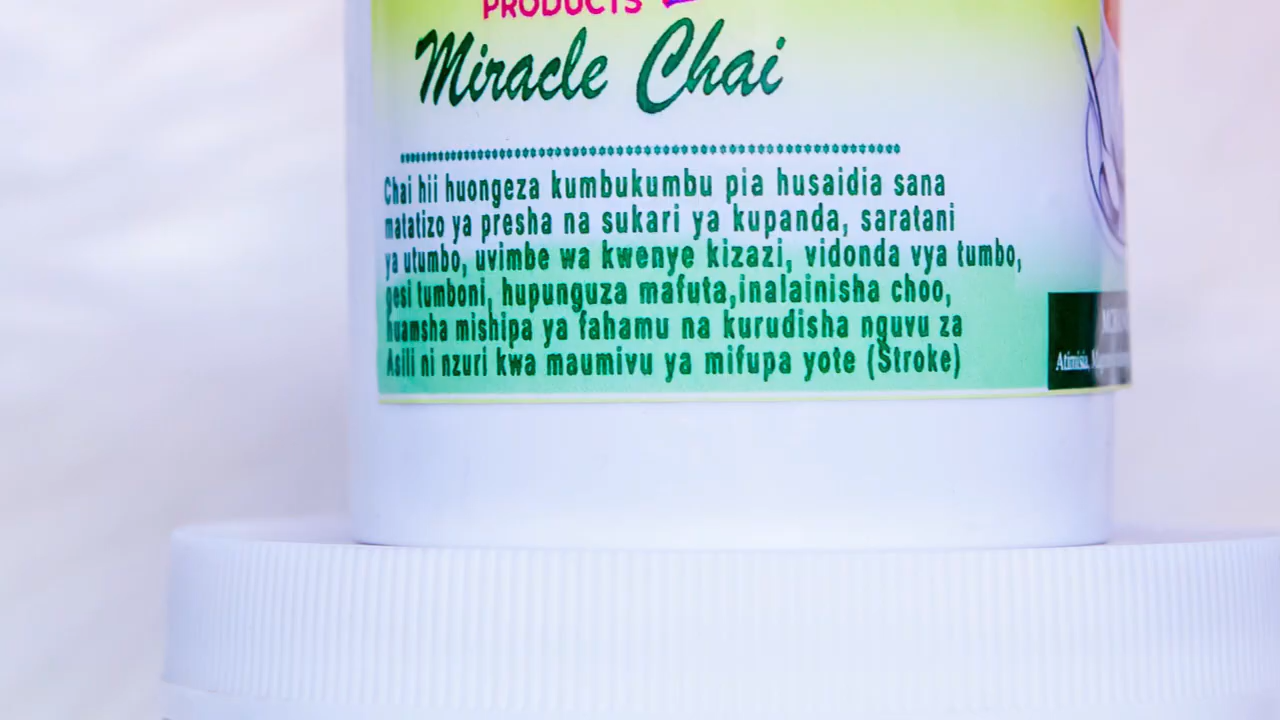 PRODUCTS
Miracle Chai
Chai hii huongeza kumbukumbu pia husaidia sana
matatizo ya presha na sukari ya kupanda, saratani
ya utumbo, uvimbe wa kwenye kizazi, vidonda vya tumbo,
gesi tumboni, hupunguza mafuta,inalainisha choo,
huamsha mishipa ya fahamu na kurudisha nguvu za
Asili ni nzuri kwa maumivu ya mifupa yote (Stroke)